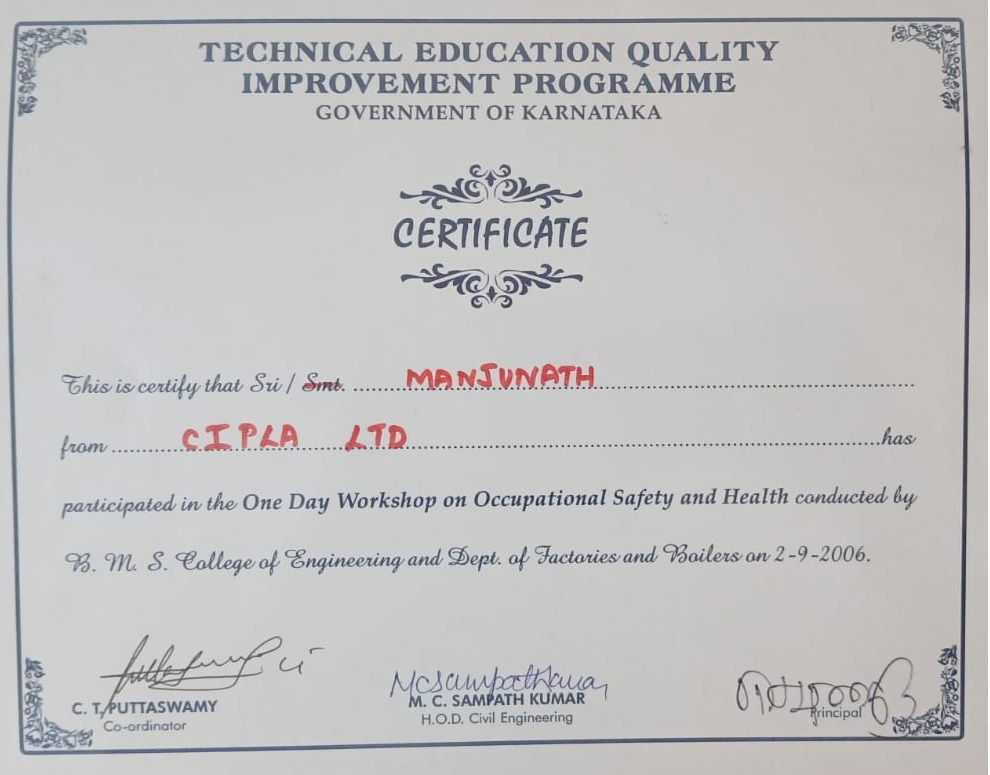 TECHNICAL EDUCATION QUALITY
IMPROVEMENT PROGRAMME
GOVERNMENT OF KARNATAKA
CERTIFICATE
This is certify that Sri / Smt. MANJUNATH
from CIPLA LTD has
participated in the One Day Workshop on Occupational Safety and Health conducted by
B. M. S. College of Engineering and Dept. of Factories and Boilers on 2-9-2006.
Mcsampathkumar
C. T. PUTTASWAMY M. C. SAMPATH KUMAR
Co-ordinator H.O.D. Civil Engineering Principal